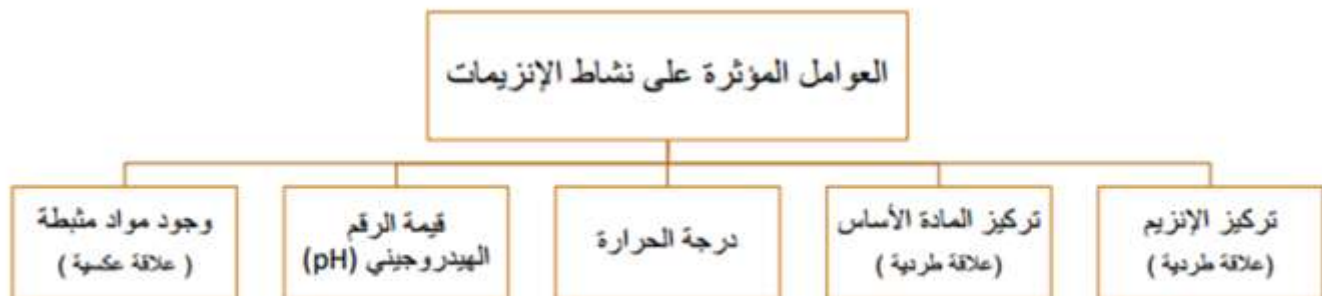 العوامل المؤثرة على نشاط الإنزيمات
تركيز الإنزيم
(علاقة طردية )
تركيز المادة الأساس
(علاقة طردية )
درجة الحرارة
قيمة الرقم
الهيدروجيني (pH)
وجود مواد مثبطة
( علاقة عكسية )